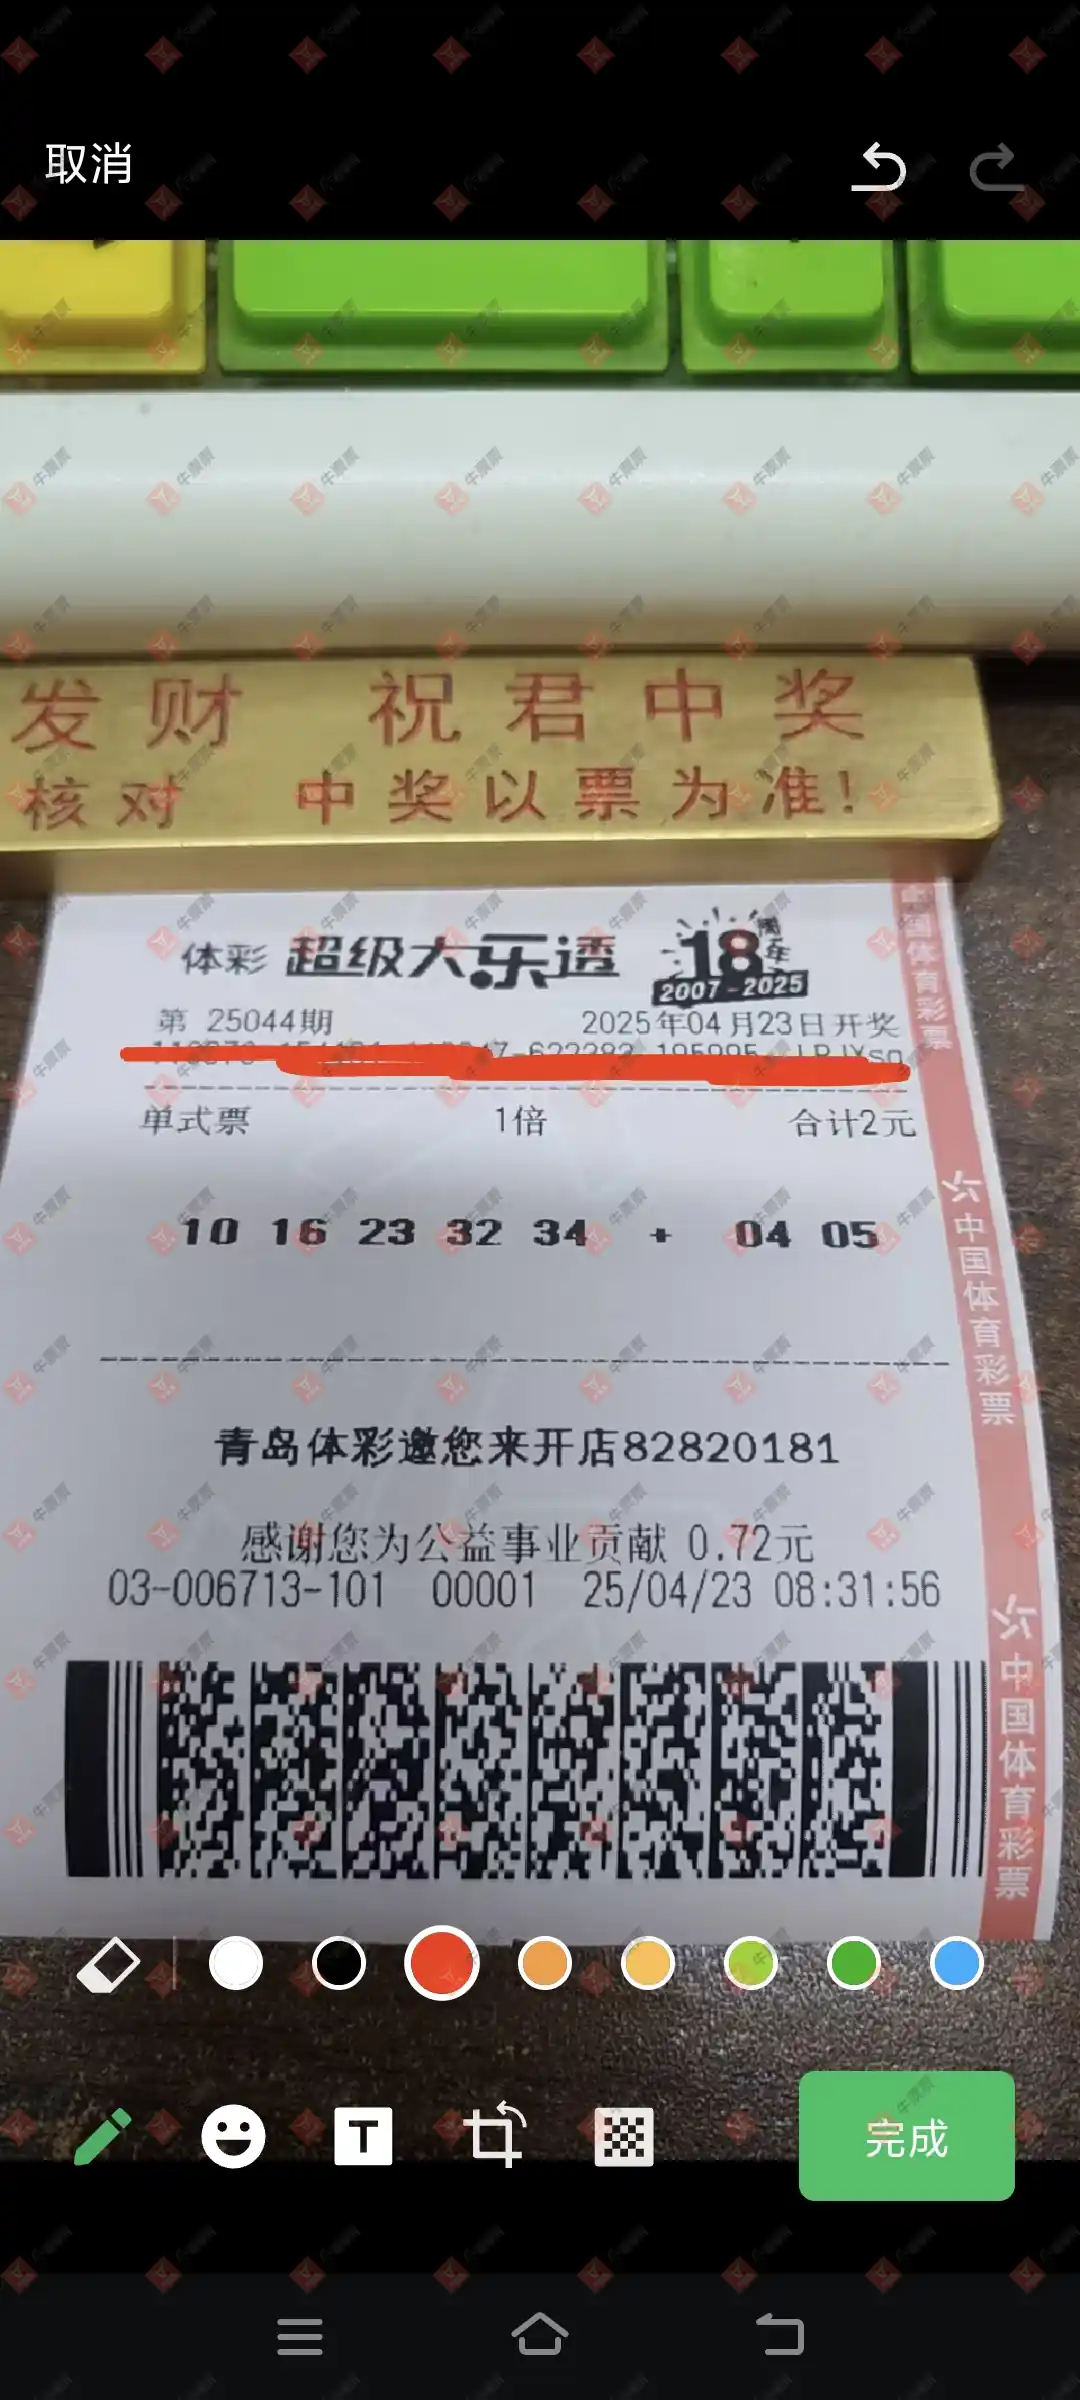 取消
发财 祝君中奖
核对 中奖以票为准!
体彩 超级大乐透 18周年
2007-2025
第 25044期 2025年04月23日开奖
单式票 1倍 合计2元
10 16 23 32 34 + 04 05
青岛体彩邀您来开店82820181
感谢您为公益事业贡献 0.72元
03-006713-101 00001 25/04/23 08:31:56
中国体育彩票
中国体育彩票
中国体育彩票
牛票票
T
完成